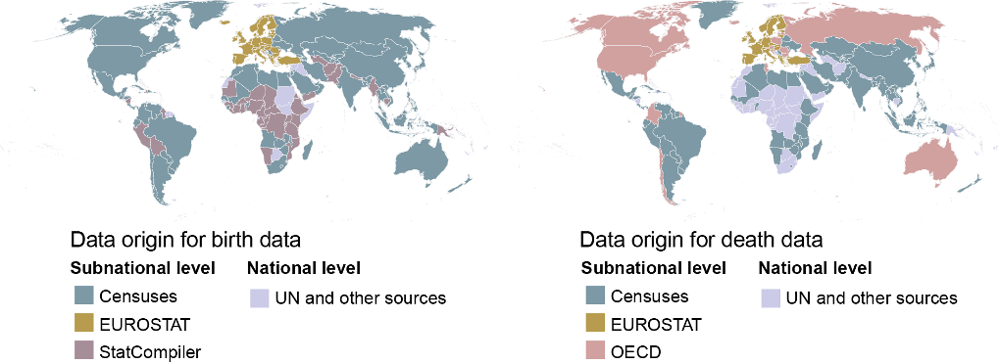 Data origin for birth data
Subnational level
National level
Censuses
UN and other sources
EUROSTAT
StatCompiler
Data origin for death data
Subnational level
National level
Censuses
UN and other sources
EUROSTAT
OECD